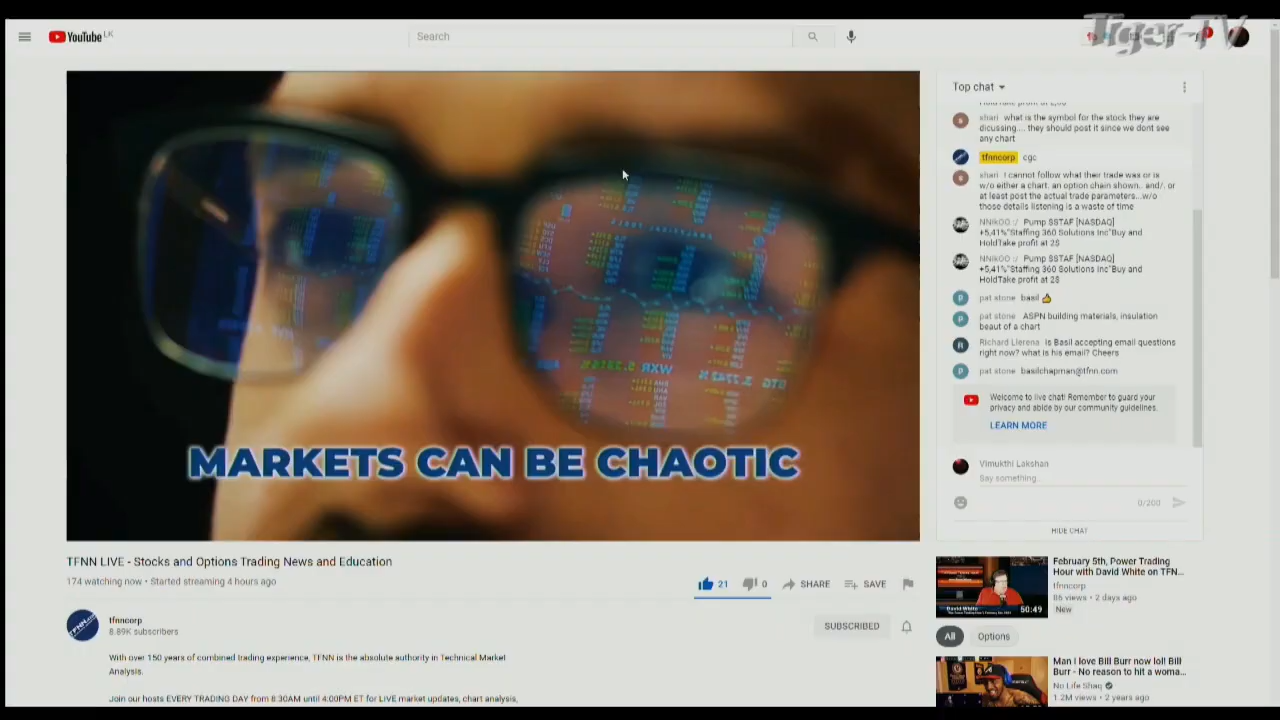 Tiger-TV
YouTube LK
Search
Top chat
shari what is the symbol for the stock they are
dicussing.... they should post it since we dont see
any chart
tfnncorp cgc
shari I cannot follow what their trade was or is
w/o either a chart, an option chain shown.. and/. or
at least post the actual trade parameters...w/o
those details listening is a waste of time
NNikOO :/ Pump $STAF [NASDAQ]
+5,41%"Staffing 360 Solutions Inc"Buy and
HoldTake profit at 2$
NNikOO :/ Pump $STAF [NASDAQ]
+5,41%"Staffing 360 Solutions Inc"Buy and
HoldTake profit at 2$
pat stone basil 👍
pat stone ASPN building materials, insulation
beaut of a chart
Richard Llerena Is Basil accepting email questions
right now? what is his email? Cheers
pat stone basilchapman@tfnn.com
Welcome to live chat! Remember to guard your
privacy and abide by our community guidelines.
LEARN MORE
Vimukthi Lakshan
Say something...
0/200
HIDE CHAT
MARKETS CAN BE CHAOTIC
TFNN LIVE - Stocks and Options Trading News and Education
174 watching now • Started streaming 4 hours ago
21 0 SHARE SAVE
tfnncorp
8.89K subscribers
SUBSCRIBED
With over 150 years of combined trading experience, TFNN is the absolute authority in Technical Market
Analysis.
Join our hosts EVERY TRADING DAY from 8:30AM until 4:00PM ET for LIVE market updates, chart analysis,
February 5th, Power Trading
Hour with David White on TFN...
tfnncorp
86 views • 2 days ago
New
David White
50:49
All Options
Man I love Bill Burr now lol! Bill
Burr - No reason to hit a woma...
No Life Shaq
1.2M views • 2 years ago